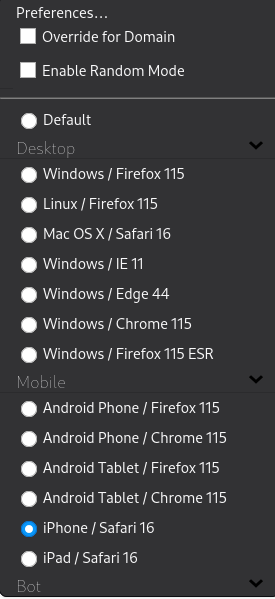 Preferences...
Override for Domain
Enable Random Mode
Default
Desktop
Windows / Firefox 115
Linux / Firefox 115
Mac OS X / Safari 16
Windows / IE 11
Windows / Edge 44
Windows / Chrome 115
Windows / Firefox 115 ESR
Mobile
Android Phone / Firefox 115
Android Phone / Chrome 115
Android Tablet / Firefox 115
Android Tablet / Chrome 115
iPhone / Safari 16
iPad / Safari 16
Bot